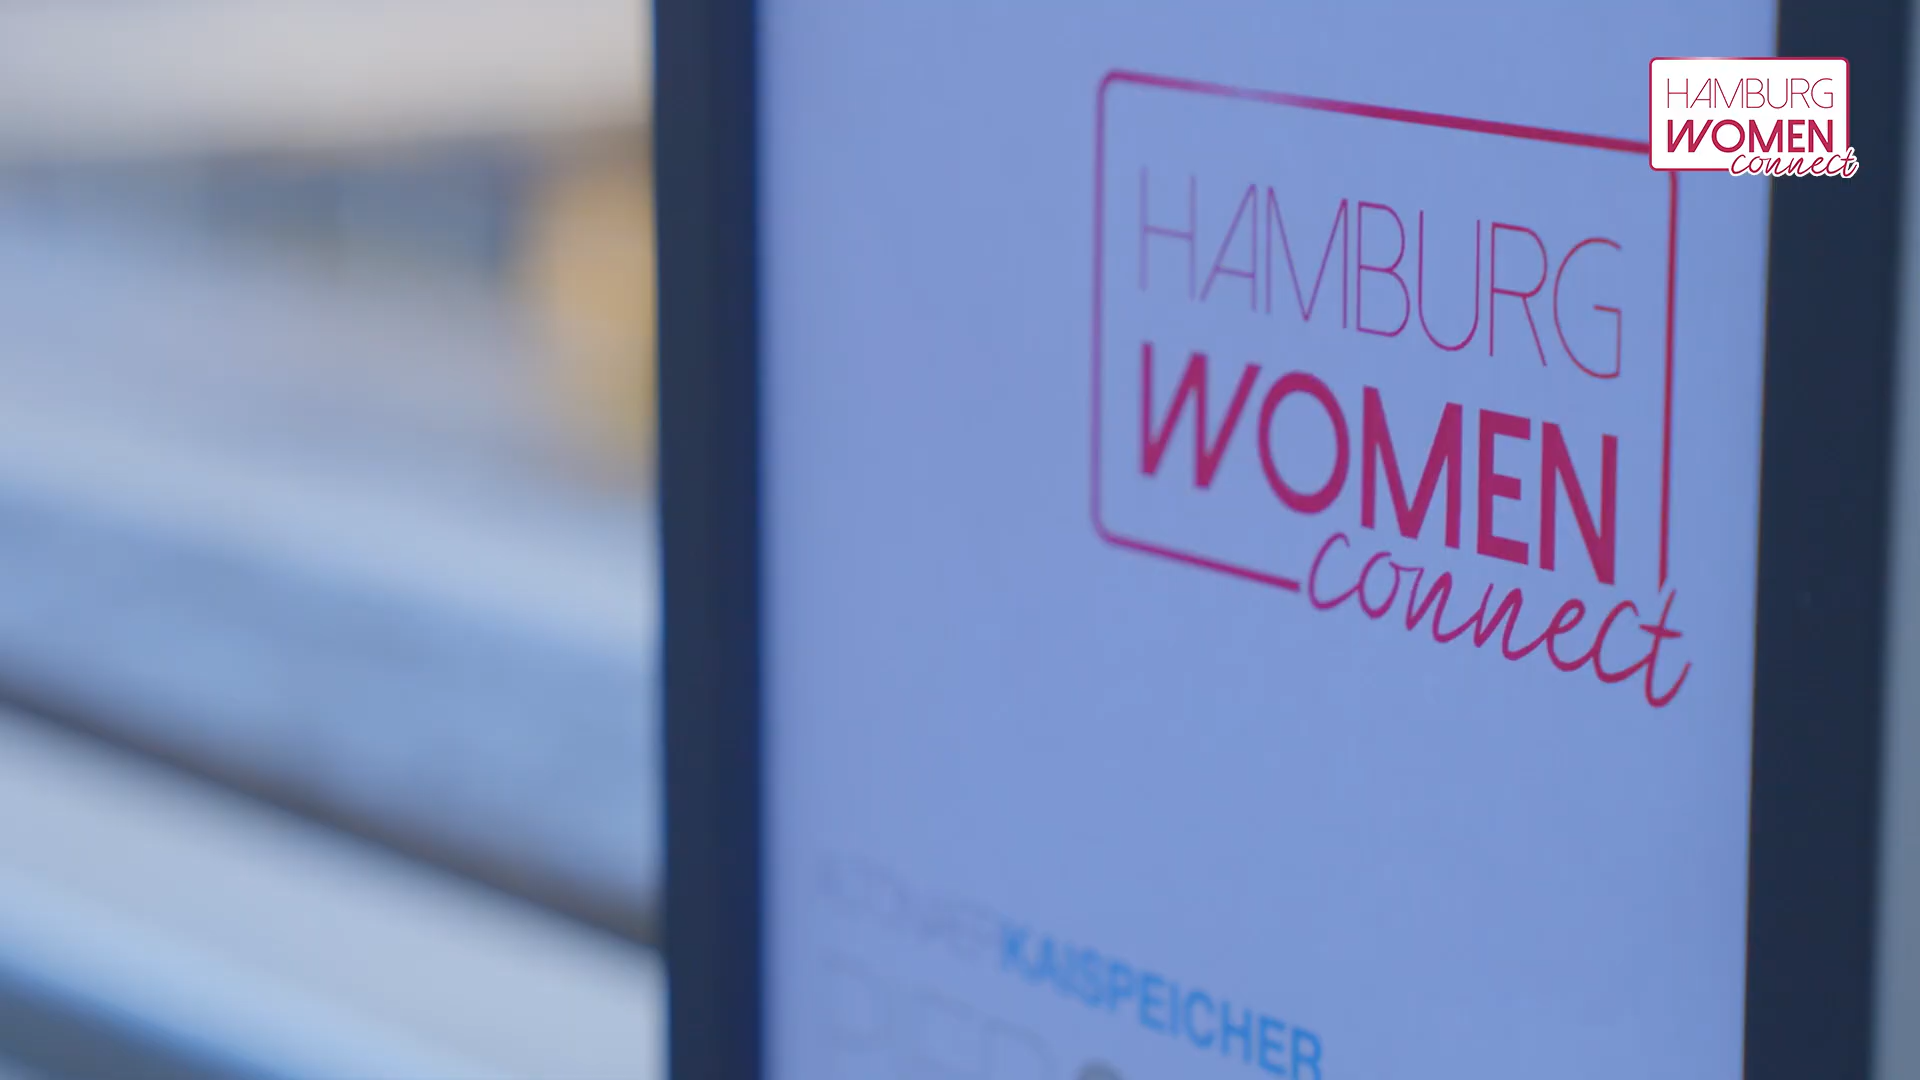 HAMBURG
WOMEN
connect
HAMBURG
WOMEN
connect
KAISPEICHER